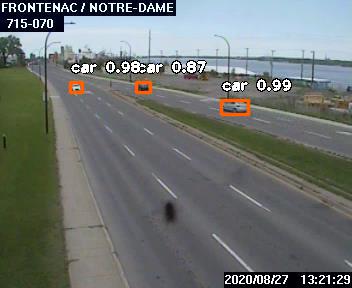 FRONTENAC / NOTRE-DAME
715-070
car 0.98 car 0.87
car 0.99
2020/08/27 13:21:29